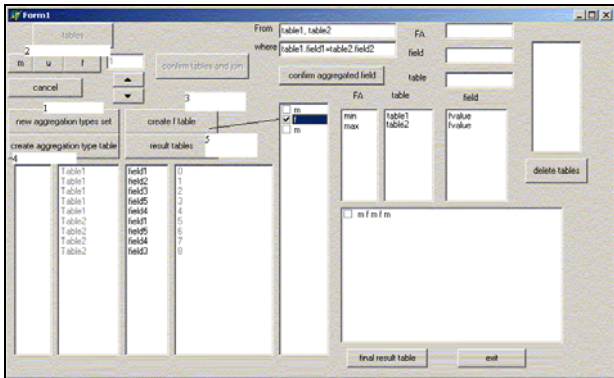 Form1
tables
From
table1, table2
FA
2
where
table1.field1=table2.field2
field
m u f 1
confirm tables and join
confirm aggregated field
table
cancel
1
3
FA table field
new aggregation types set
create f table
m
f
m
min table1 fvalue
max table2 fvalue
create aggregation type table
result tables
5
4
delete tables
Table1 field1 0
Table1 field2 1
Table1 field3 2
Table1 field5 3
Table1 field4 4
Table2 field1 5
Table2 field5 6
Table2 field4 7
Table2 field3 8
m f m f m
final result table
exit